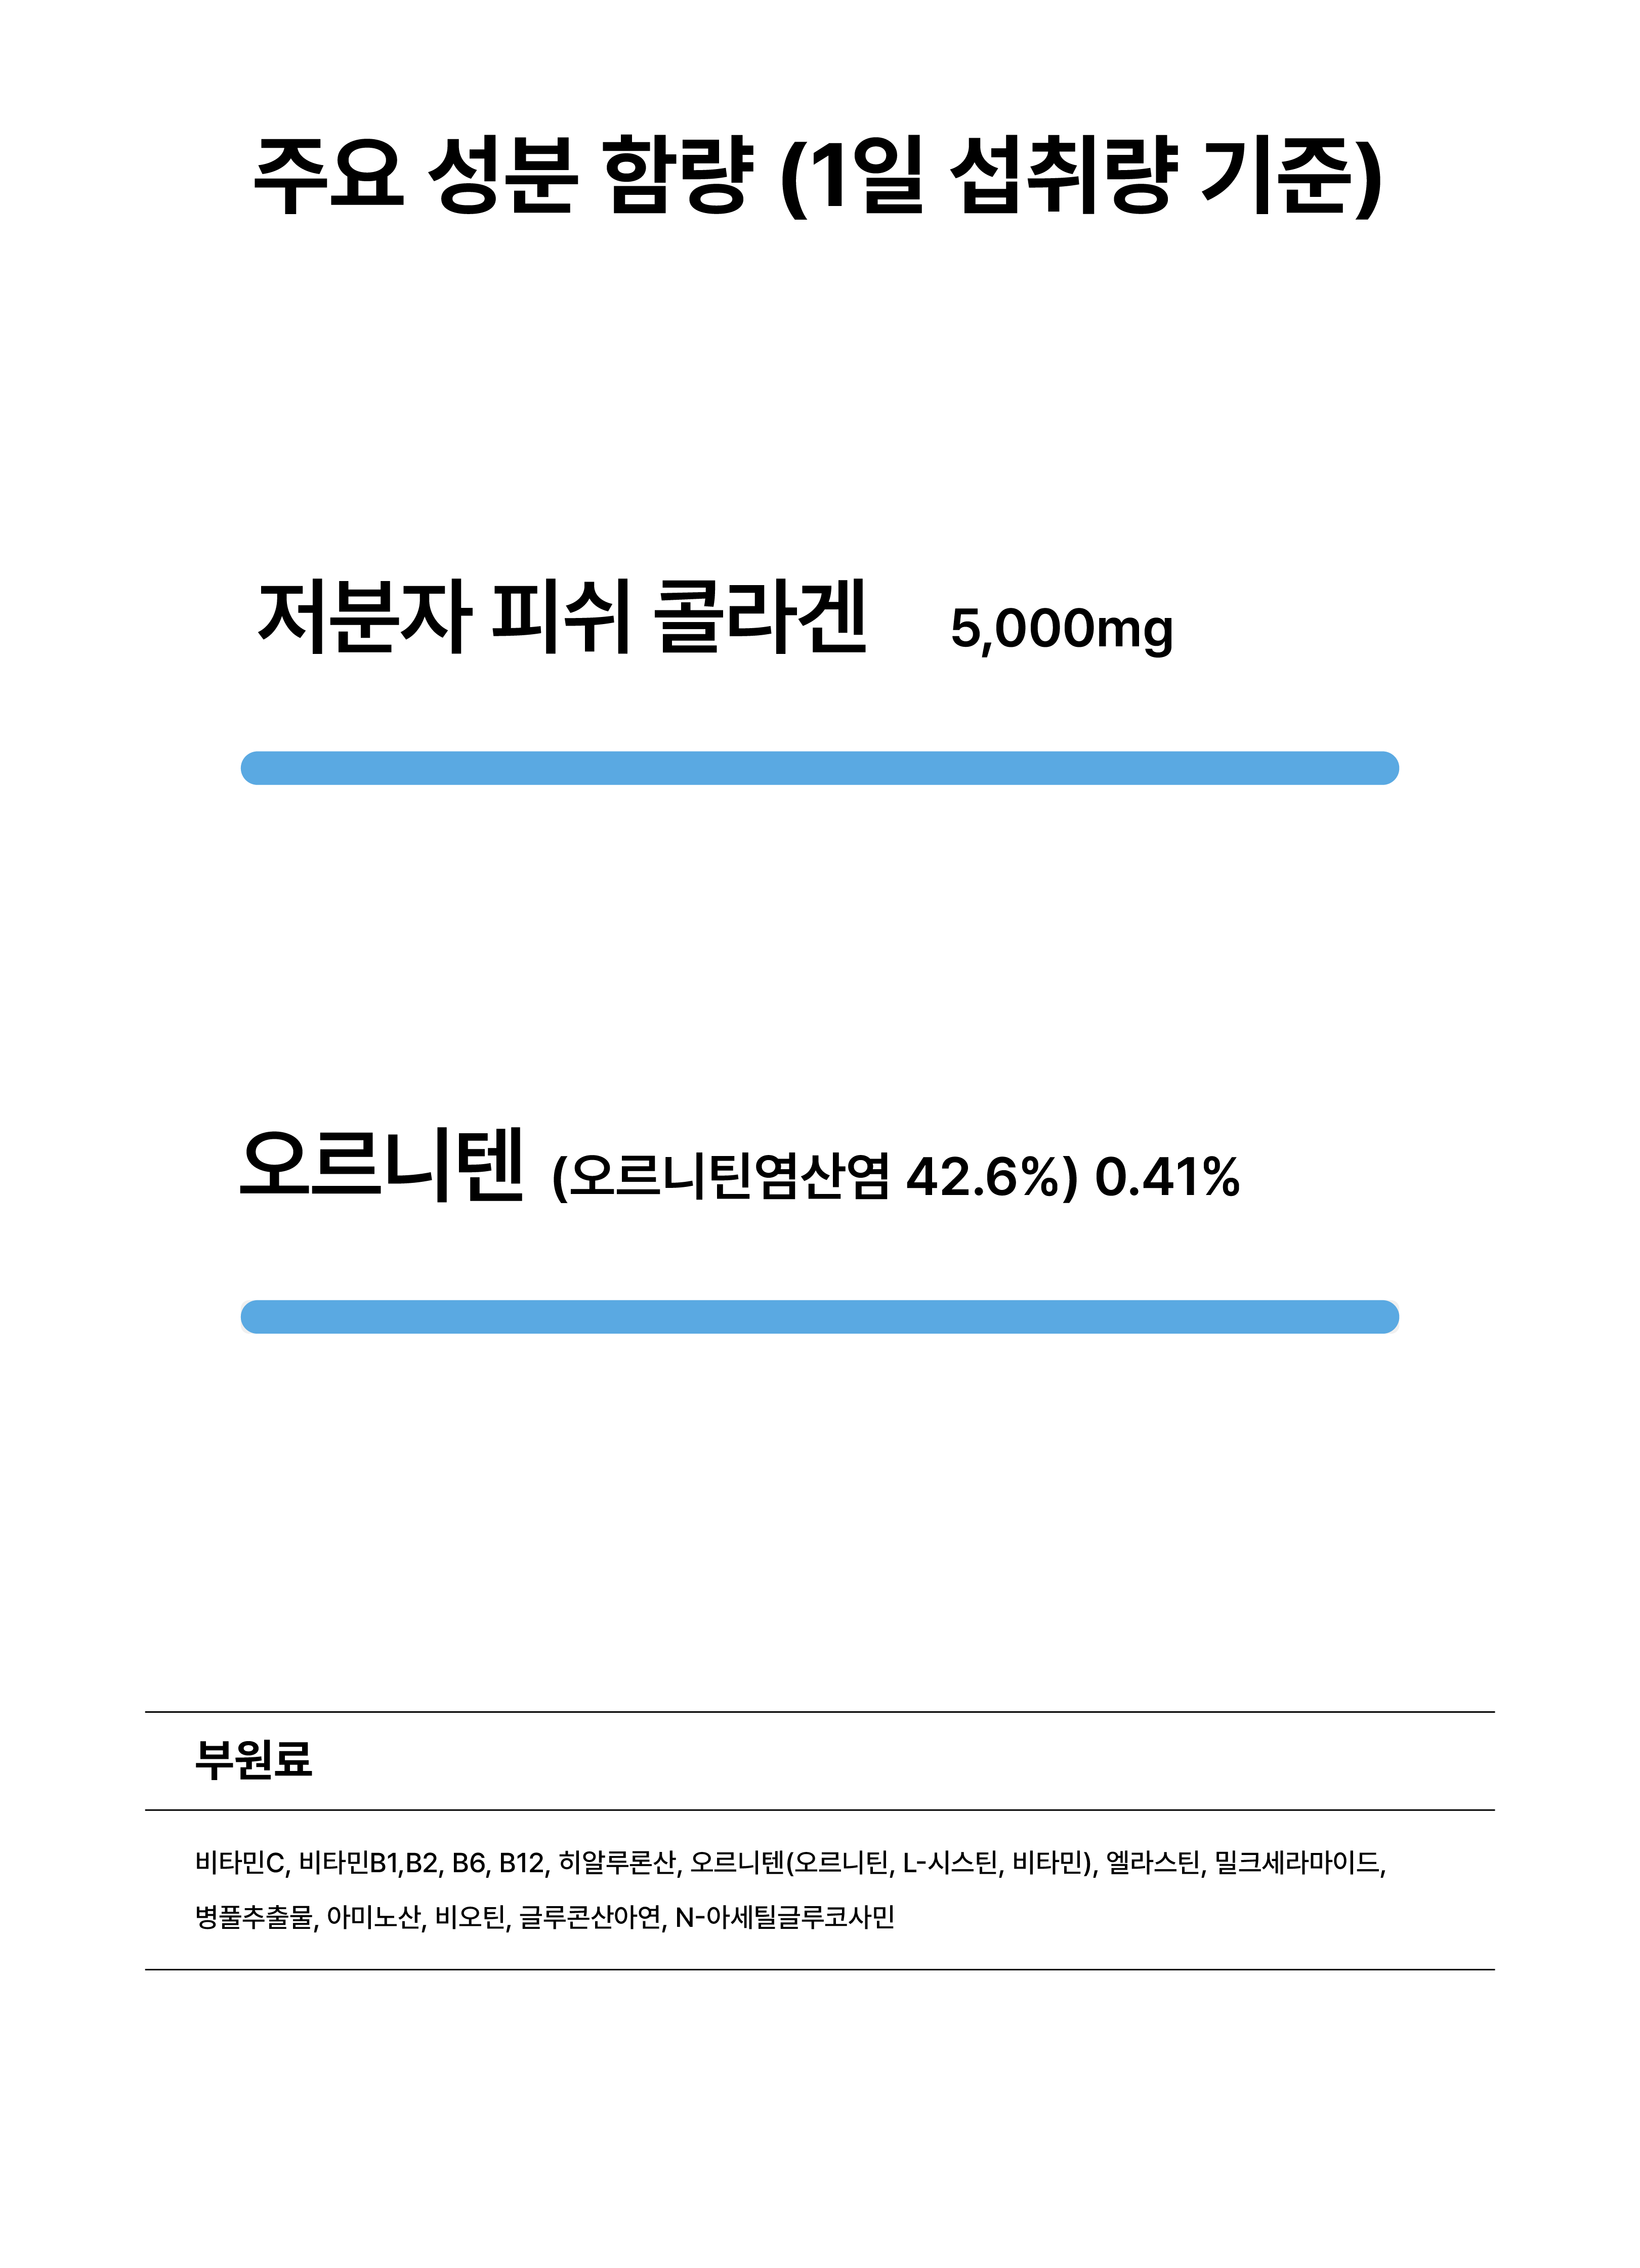 주요 성분 함량 (1일 섭취량 기준)
저분자 피쉬 콜라겐 5,000mg
오르니텐 (오르니틴염산염 42.6%) 0.41%
부원료
비타민C, 비타민B1,B2, B6, B12, 히알루론산, 오르니텐(오르니틴, L-시스틴, 비타민), 엘라스틴, 밀크세라마이드,
병풀추출물, 아미노산, 비오틴, 글루콘산아연, N-아세틸글루코사민